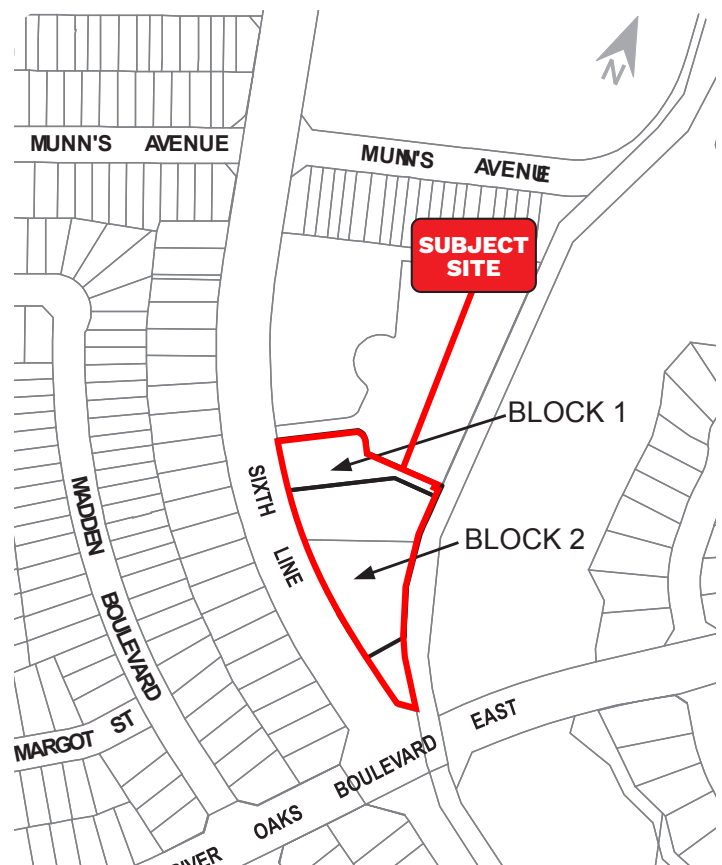 N
MUNN'S AVENUE
MUNN'S AVENUE
SUBJECT
SITE
BLOCK 1
SIXTH LINE
MADDEN BOULEVARD
BLOCK 2
MARGOT ST
RIVER OAKS BOULEVARD EAST